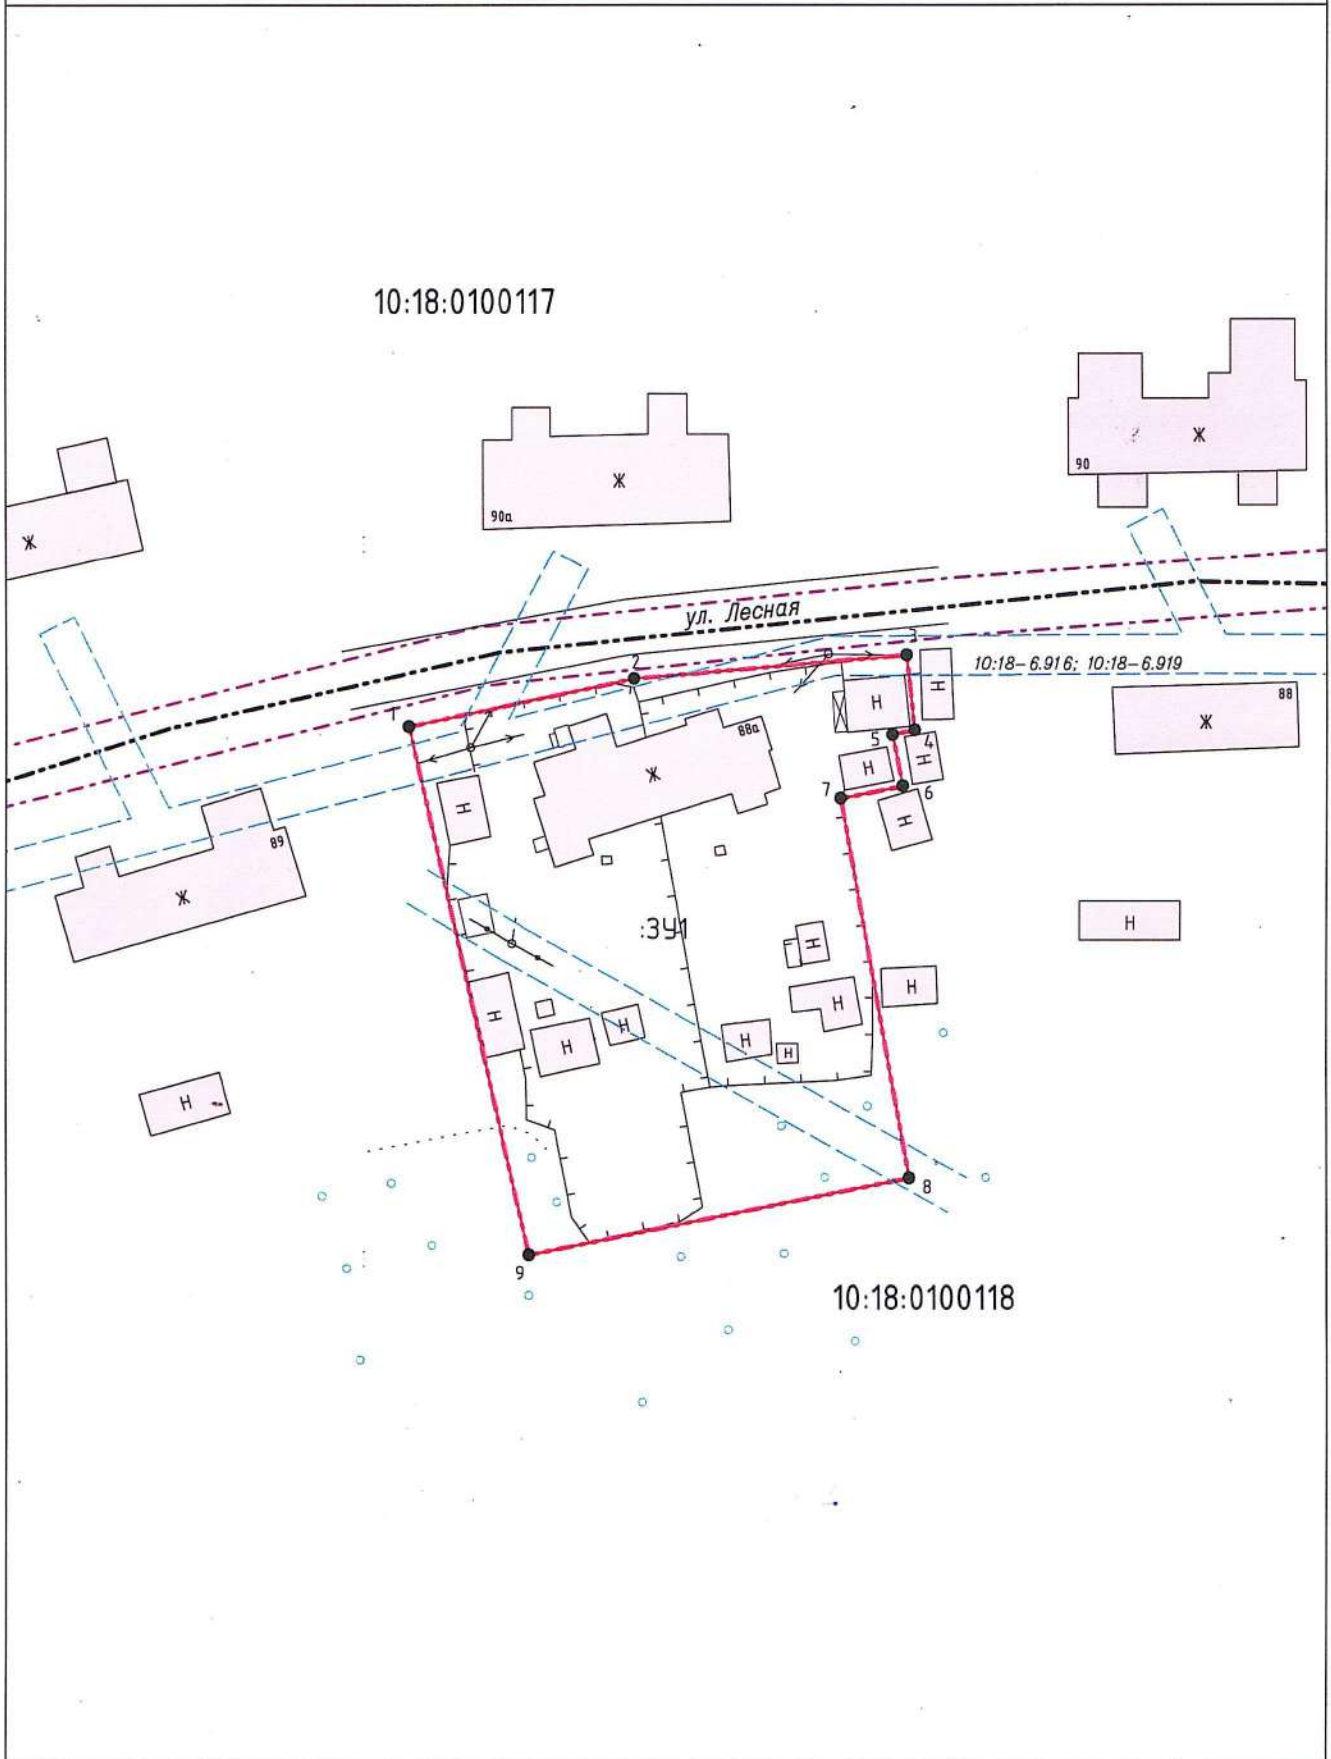 10:18:0100117
Ж
90
Ж
90а
Ж
ул. Лесная
3
2
10:18-6.916; 10:18-6.919
1
Н
Н
88
Ж
88а
5
4
Ж
Н
Н
7
6
Н
Н
89
Ж
:ЗУ1
Н
Н
Н
Н
Н
Н
Н
Н
Н
Н
Н
8
9
10:18:0100118